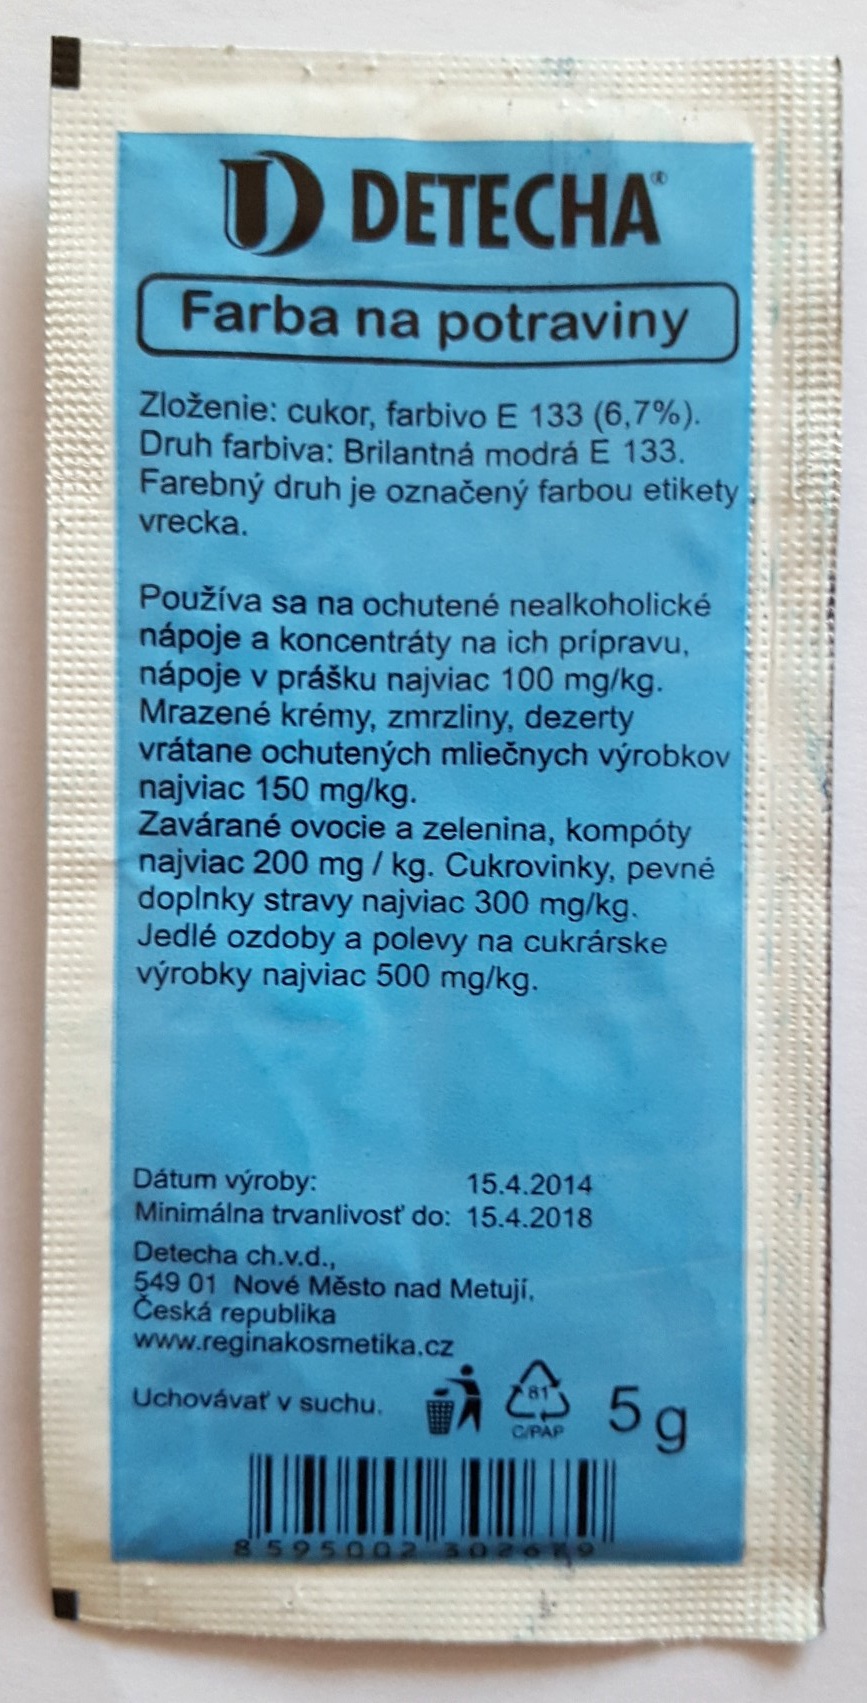 DETECHA®
Farba na potraviny
Zloženie: cukor, farbivo E 133 (6,7%).
Druh farbiva: Brilantná modrá E 133.
Farebný druh je označený farbou etikety
vrecka.
Používa sa na ochutené nealkoholické
nápoje a koncentráty na ich prípravu,
nápoje v prášku najviac 100 mg/kg.
Mrazené krémy, zmrzliny, dezerty
vrátane ochutených mliečnych výrobkov
najviac 150 mg/kg.
Zavárané ovocie a zelenina, kompóty
najviac 200 mg / kg. Cukrovinky, pevné
doplnky stravy najviac 300 mg/kg.
Jedlé ozdoby a polevy na cukrárske
výrobky najviac 500 mg/kg.
Dátum výroby: 15.4.2014
Minimálna trvanlivosť do: 15.4.2018
Detecha ch.v.d.,
549 01 Nové Město nad Metují,
Česká republika
www.reginakosmetika.cz
Uchovávať v suchu.
81
C/PAP
5 g
8 595002